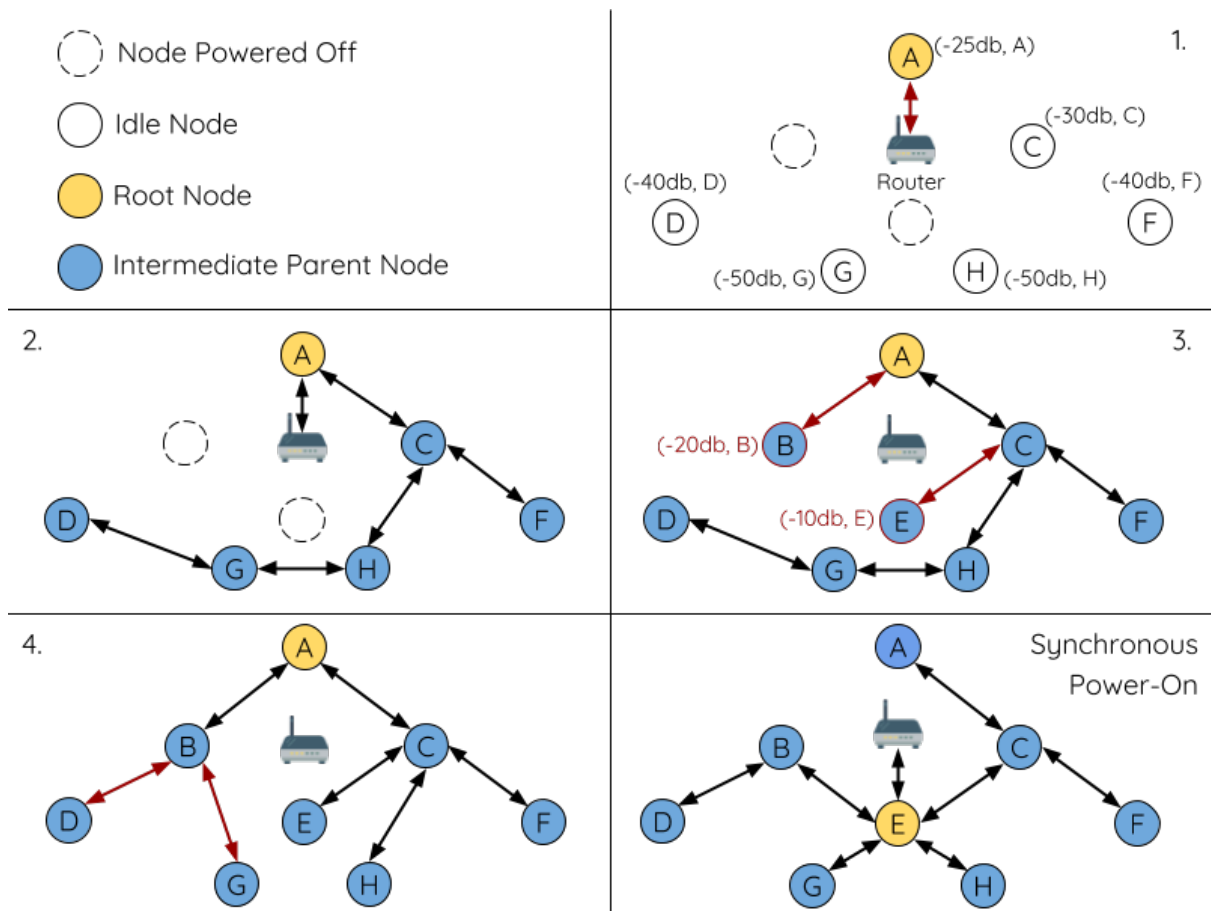 Node Powered Off
Idle Node
Root Node
Intermediate Parent Node
1.
A
(-25db, A)
(-30db, C)
C
Router
(-40db, D)
(-40db, F)
D
F
(-50db, G)
G
H
(-50db, H)
2.
A
C
D
F
G
H
3.
A
(-20db, B)
B
C
D
(-10db, E)
E
F
G
H
4.
A
B
C
D
E
F
G
H
Synchronous
Power-On
A
B
C
D
E
F
G
H